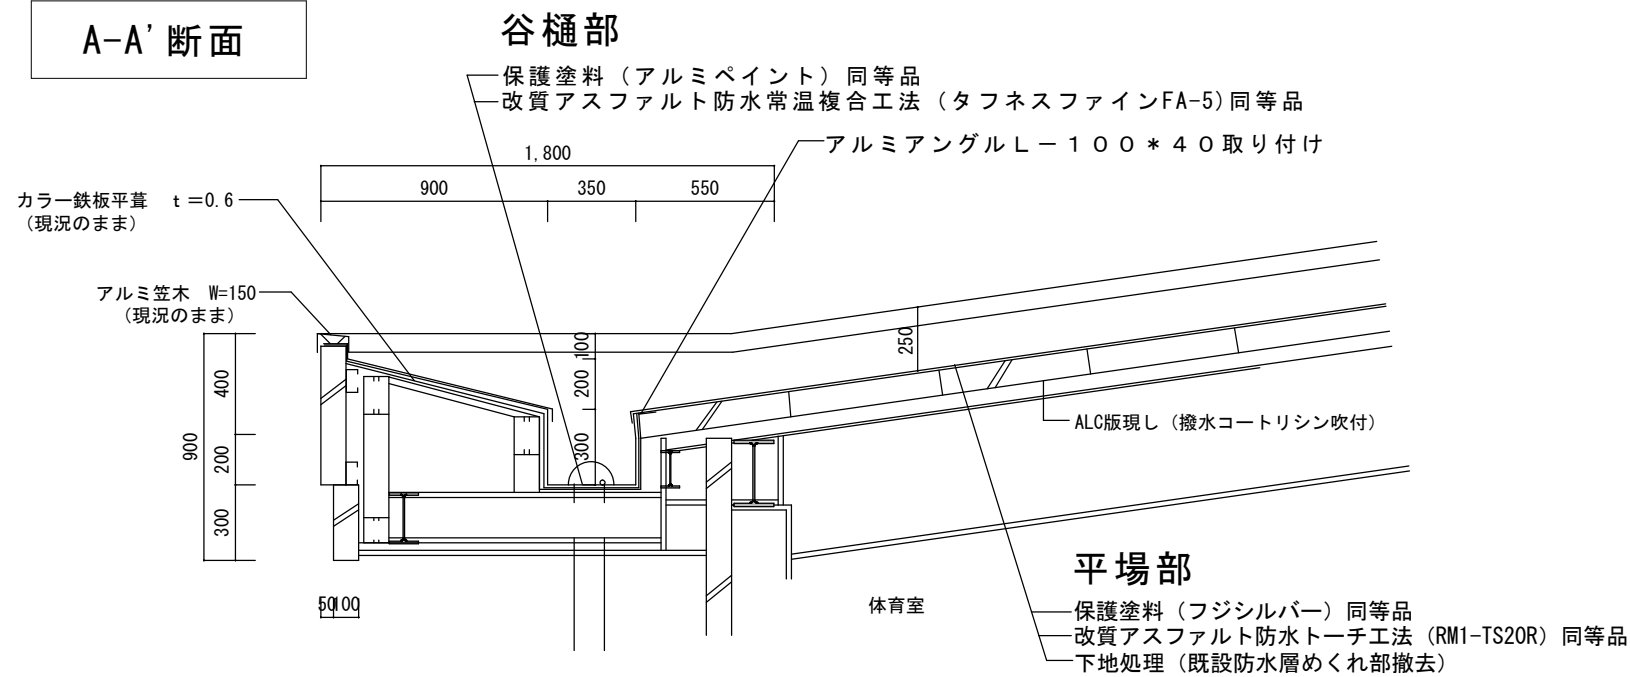 A-A'断面
谷樋部
保護塗料（アルミペイント）同等品
改質アスファルト防水常温複合工法（タフネスファインFA-5)同等品
アルミアングルＬ－１００＊４０取り付け
1,800
900
350
550
カラー鉄板平葺　ｔ＝0.6
（現況のまま）
アルミ笠木　W=150
（現況のまま）
100
200
300
250
400
200
300
900
ALC版現し（撥水コートリシン吹付）
50
100
体育室
平場部
保護塗料（フジシルバー）同等品
改質アスファルト防水トーチ工法（RM1-TS20R）同等品
下地処理（既設防水層めくれ部撤去）